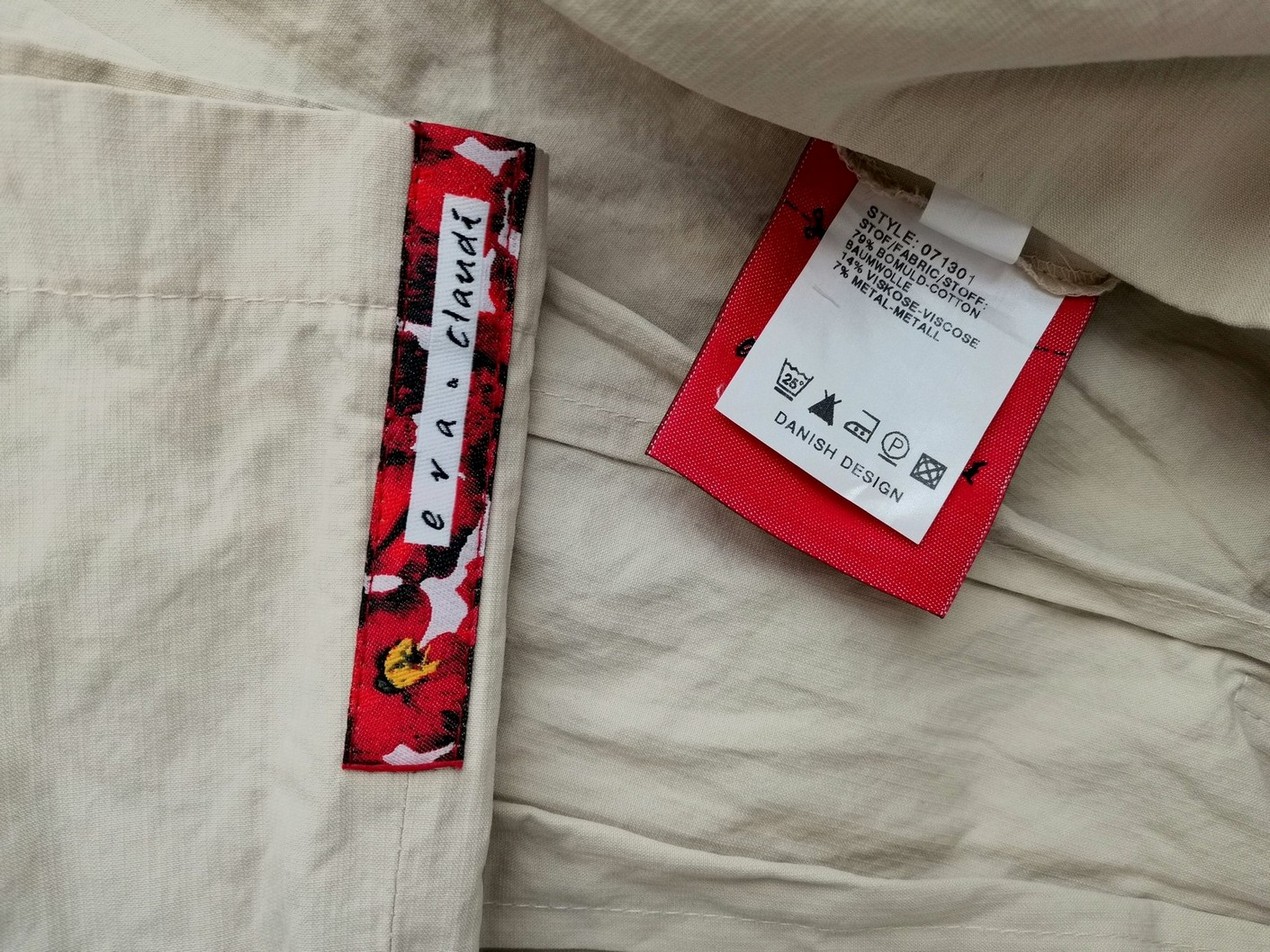 eva & Claudi
STYLE: 071301
STOF/FABRIC/STOFF:
79% BOMULD-COTTON
BAUMWOLLE
14% VISKOSE-VISCOSE
7% METAL-METALL
25°
P
DANISH DESIGN